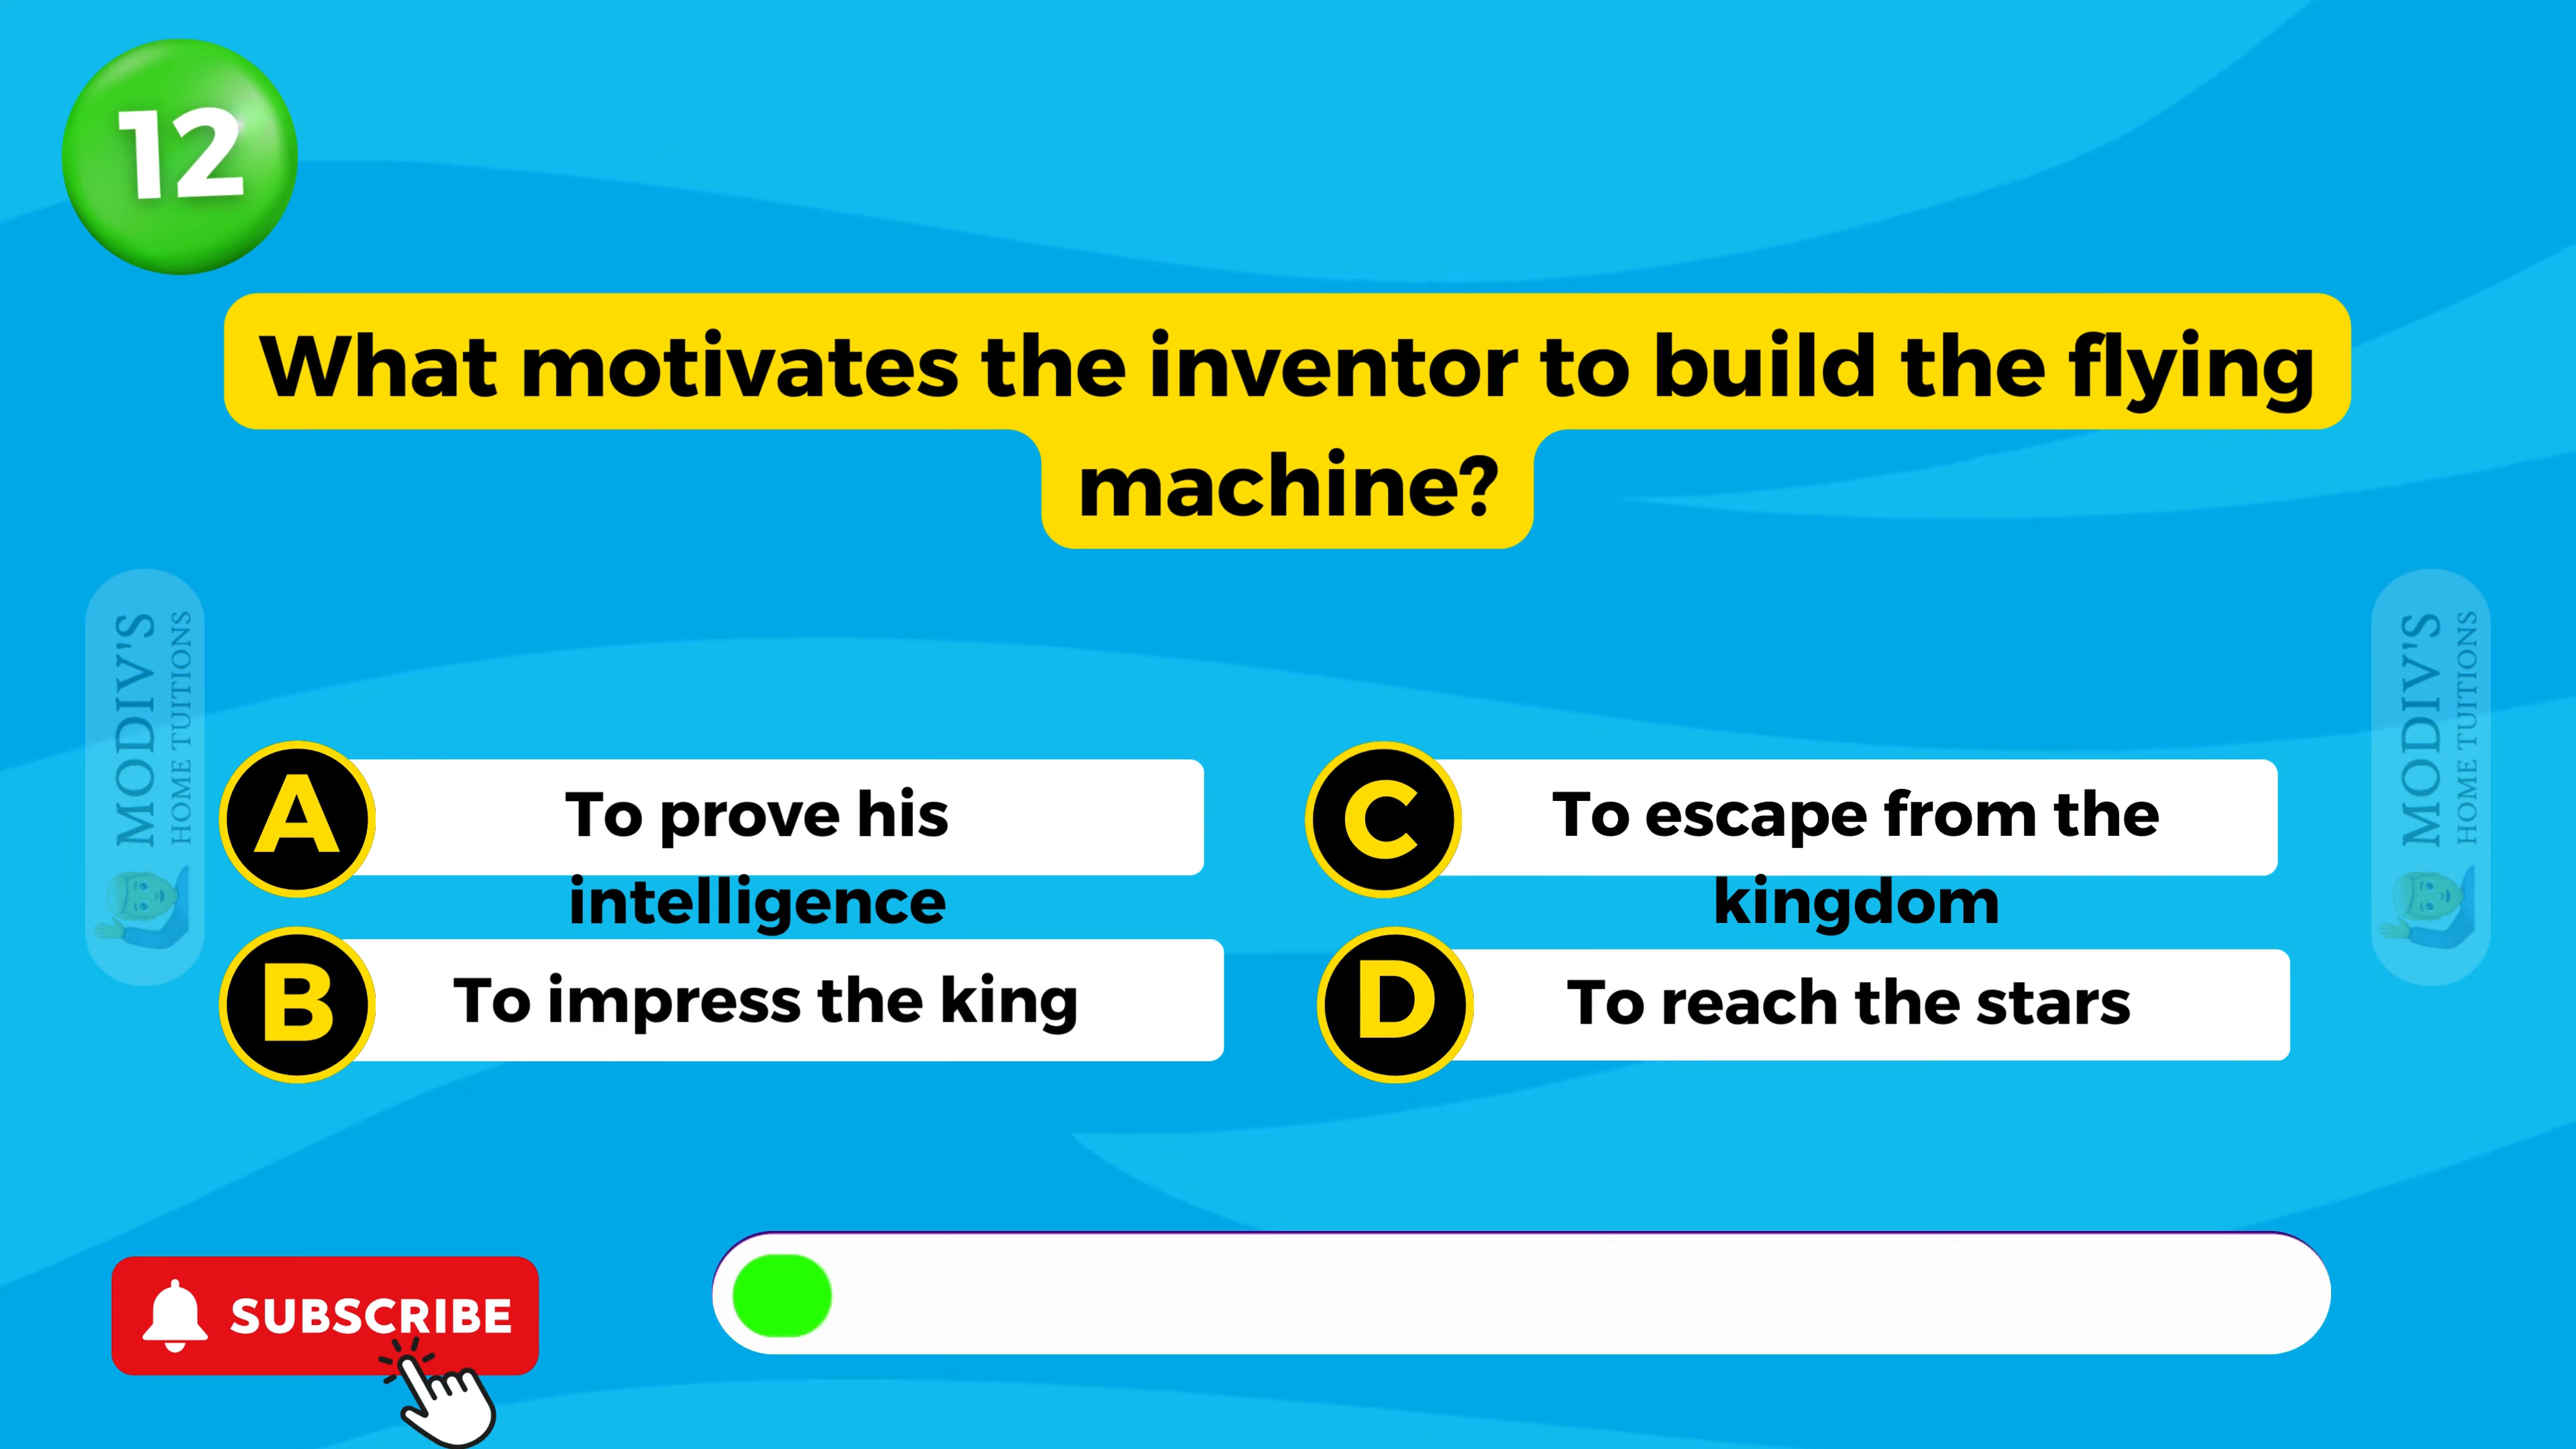 12
What motivates the inventor to build the flying
machine?
MODIV'S
HOME TUITIONS
MODIV'S
HOME TUITIONS
A
To prove his
intelligence
C
To escape from the
kingdom
B
To impress the king
D
To reach the stars
SUBSCRIBE